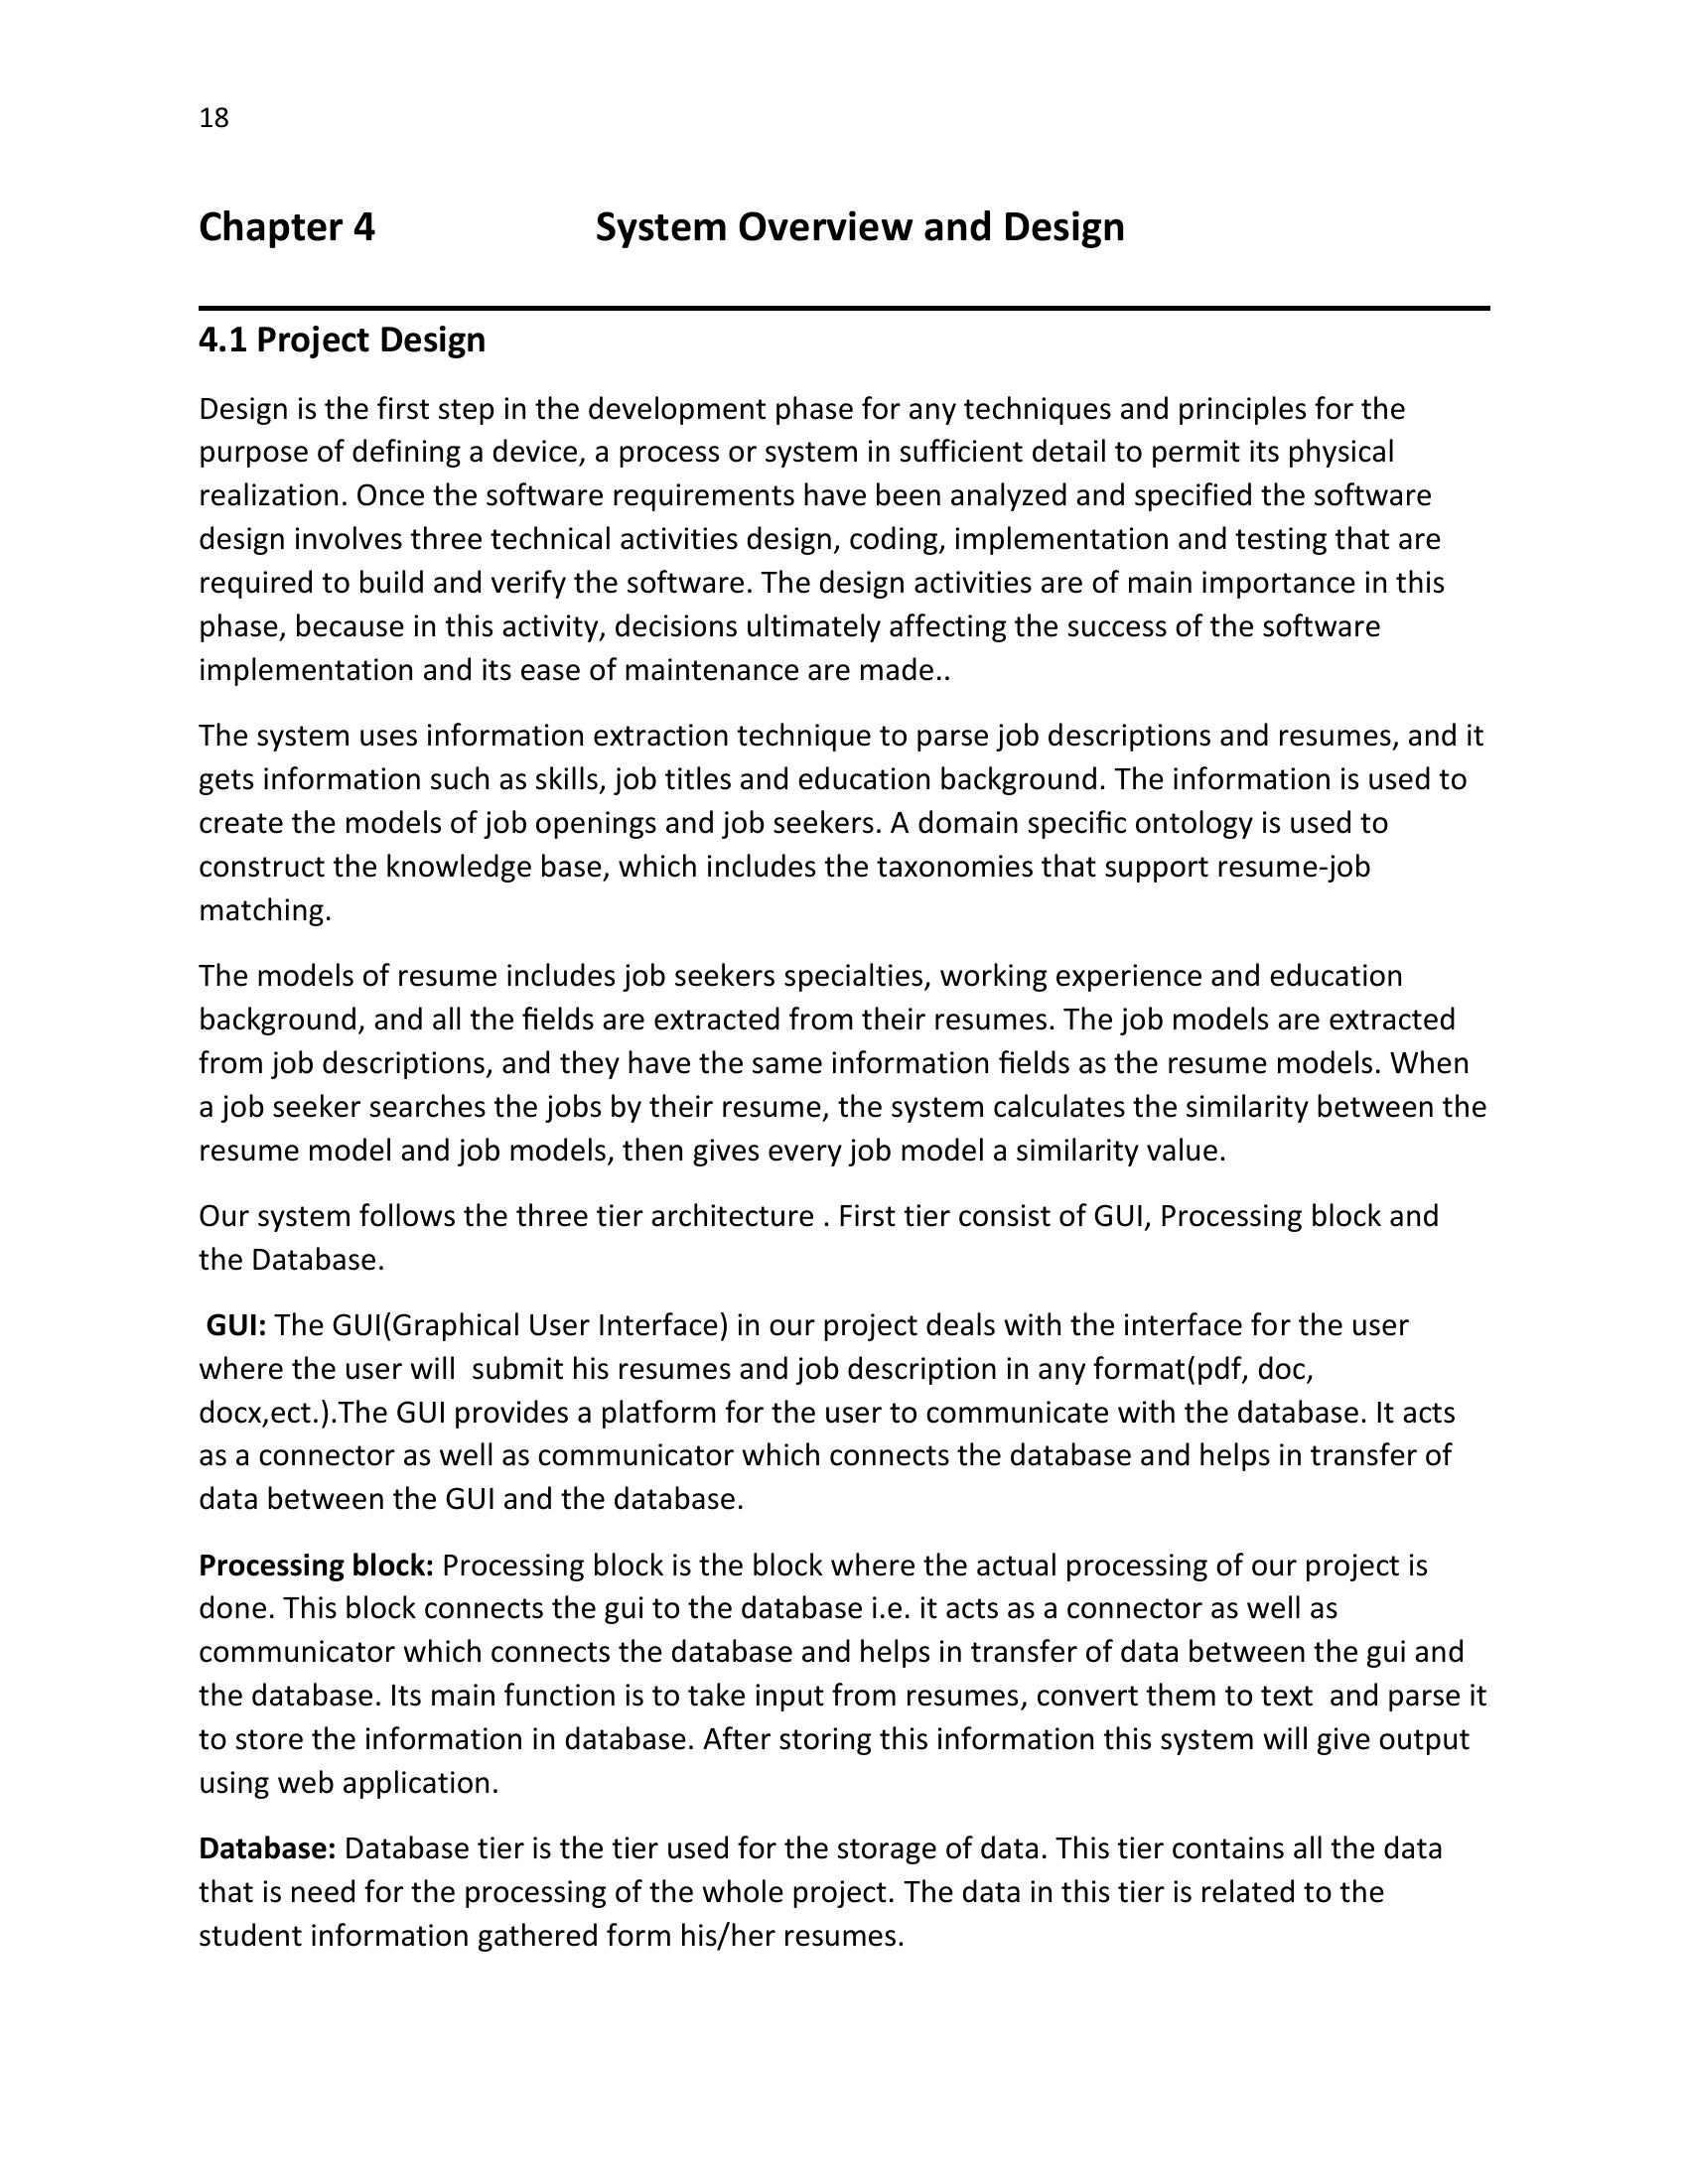 18
Chapter 4 System Overview and Design
4.1 Project Design
Design is the first step in the development phase for any techniques and principles for the
purpose of defining a device, a process or system in sufficient detail to permit its physical
realization. Once the software requirements have been analyzed and specified the software
design involves three technical activities design, coding, implementation and testing that are
required to build and verify the software. The design activities are of main importance in this
phase, because in this activity, decisions ultimately affecting the success of the software
implementation and its ease of maintenance are made..
The system uses information extraction technique to parse job descriptions and resumes, and it
gets information such as skills, job titles and education background. The information is used to
create the models of job openings and job seekers. A domain specific ontology is used to
construct the knowledge base, which includes the taxonomies that support resume-job
matching.
The models of resume includes job seekers specialties, working experience and education
background, and all the fields are extracted from their resumes. The job models are extracted
from job descriptions, and they have the same information fields as the resume models. When
a job seeker searches the jobs by their resume, the system calculates the similarity between the
resume model and job models, then gives every job model a similarity value.
Our system follows the three tier architecture . First tier consist of GUI, Processing block and
the Database.
GUI: The GUI(Graphical User Interface) in our project deals with the interface for the user
where the user will  submit his resumes and job description in any format(pdf, doc,
docx,ect.).The GUI provides a platform for the user to communicate with the database. It acts
as a connector as well as communicator which connects the database and helps in transfer of
data between the GUI and the database.
Processing block: Processing block is the block where the actual processing of our project is
done. This block connects the gui to the database i.e. it acts as a connector as well as
communicator which connects the database and helps in transfer of data between the gui and
the database. Its main function is to take input from resumes, convert them to text  and parse it
to store the information in database. After storing this information this system will give output
using web application.
Database: Database tier is the tier used for the storage of data. This tier contains all the data
that is need for the processing of the whole project. The data in this tier is related to the
student information gathered form his/her resumes.